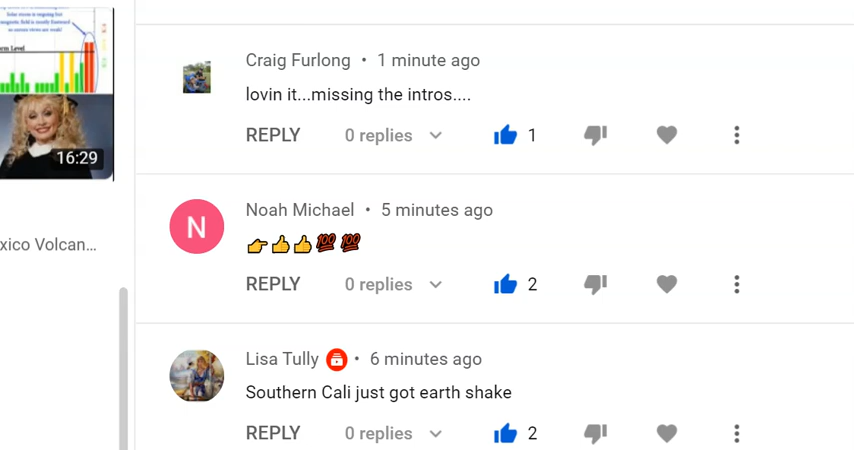 rm Level
16:29
xico Volcan...
Craig Furlong • 1 minute ago
lovin it...missing the intros....
REPLY 0 replies 1
N
Noah Michael • 5 minutes ago
👉👍👍💯💯
REPLY 0 replies 2
Lisa Tully • 6 minutes ago
Southern Cali just got earth shake
REPLY 0 replies 2